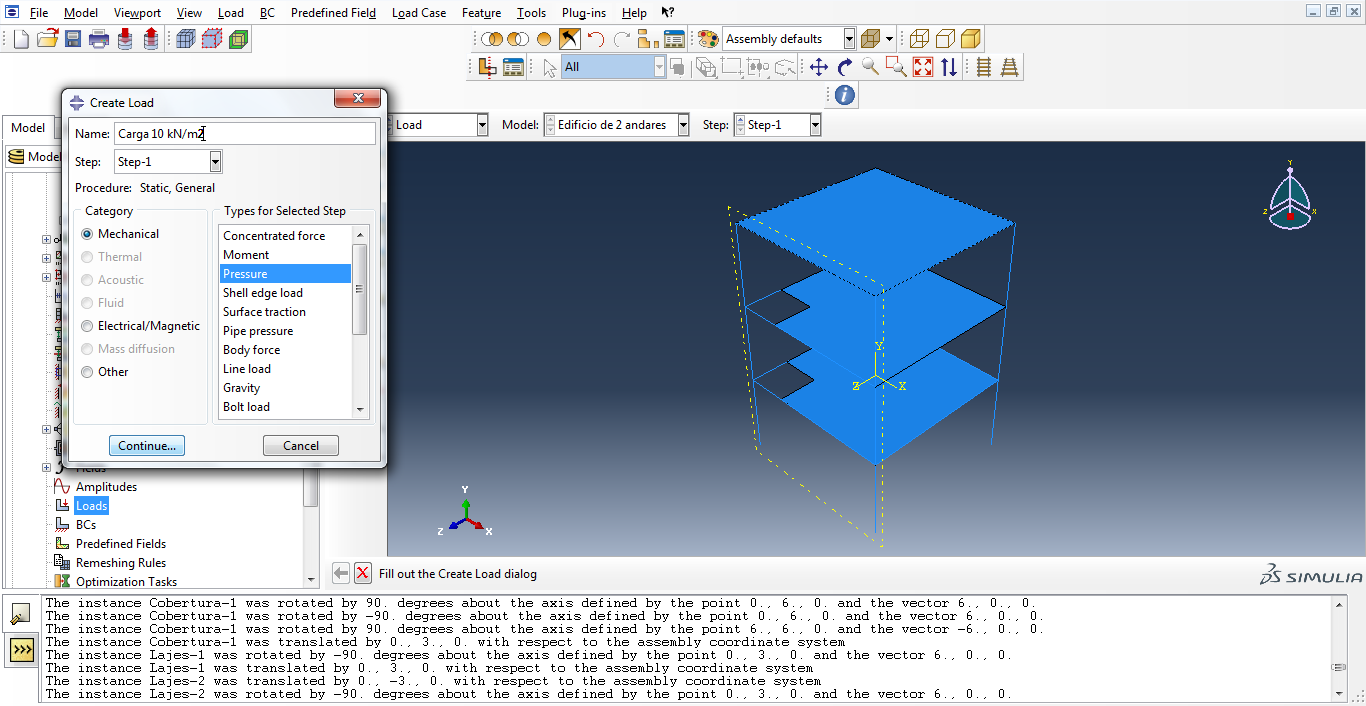 File Model Viewport View Load BC Predefined Field Load Case Feature Tools Plug-ins Help ?
Assembly defaults
All
Create Load
Model
Load Model: Edificio de 2 andares Step: Step-1
Name: Carga 10 kN/m2
Model
Step: Step-1
Procedure: Static, General
Category
Mechanical
Thermal
Acoustic
Fluid
Electrical/Magnetic
Mass diffusion
Other
Types for Selected Step
Concentrated force
Moment
Pressure
Shell edge load
Surface traction
Pipe pressure
Body force
Line load
Gravity
Bolt load
Continue... Cancel
Fields
Amplitudes
Loads
BCs
Predefined Fields
Remeshing Rules
Optimization Tasks
Y
Z X
Y
Z X
Y
Z X
Fill out the Create Load dialog
SIMULIA
The instance Cobertura-1 was rotated by 90. degrees about the axis defined by the point 0., 6., 0. and the vector 6., 0., 0.
The instance Cobertura-1 was rotated by -90. degrees about the axis defined by the point 0., 6., 0. and the vector 6., 0., 0.
The instance Cobertura-1 was rotated by 90. degrees about the axis defined by the point 6., 6., 0. and the vector -6., 0., 0.
The instance Cobertura-1 was translated by 0., 3., 0. with respect to the assembly coordinate system
The instance Lajes-1 was rotated by -90. degrees about the axis defined by the point 0., 3., 0. and the vector 6., 0., 0.
The instance Lajes-1 was translated by 0., 3., 0. with respect to the assembly coordinate system
The instance Lajes-2 was translated by 0., -3., 0. with respect to the assembly coordinate system
The instance Lajes-2 was rotated by -90. degrees about the axis defined by the point 0., 3., 0. and the vector 6., 0., 0.